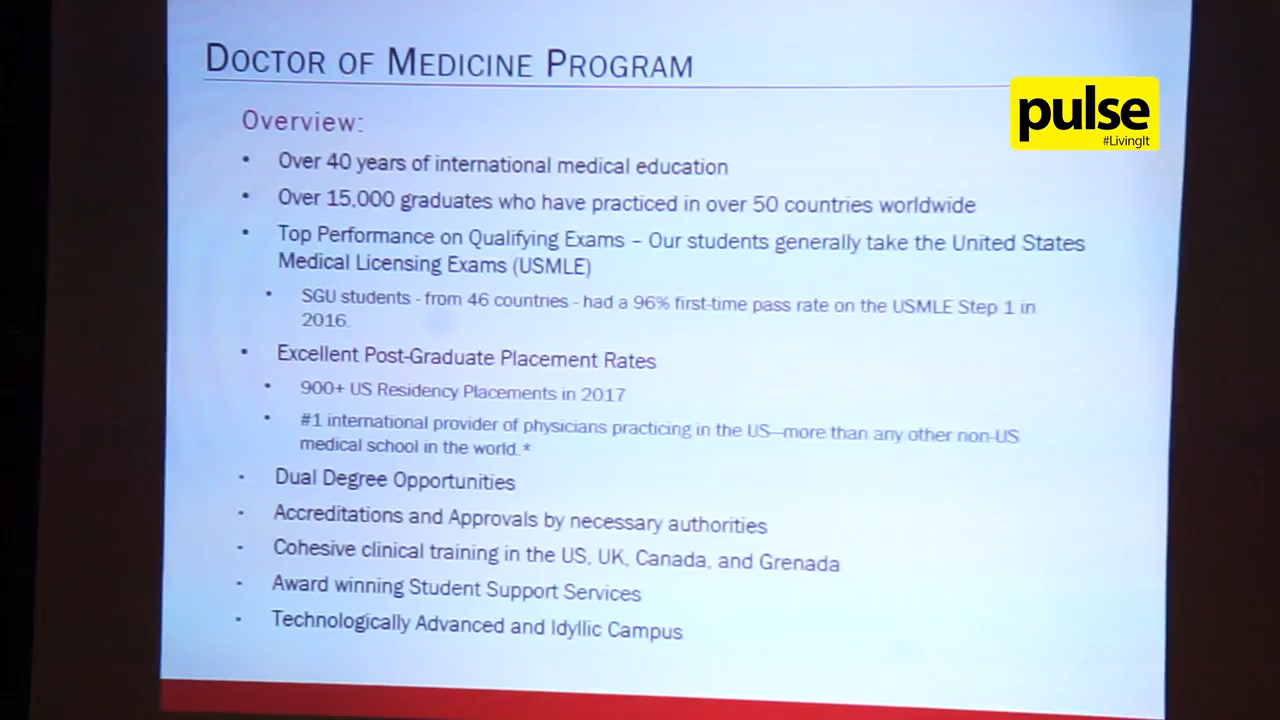 DOCTOR OF MEDICINE PROGRAM
pulse
#LivingIt
Overview:
• Over 40 years of international medical education
• Over 15,000 graduates who have practiced in over 50 countries worldwide
• Top Performance on Qualifying Exams – Our students generally take the United States
Medical Licensing Exams (USMLE)
• SGU students - from 46 countries - had a 96% first-time pass rate on the USMLE Step 1 in
2016.
• Excellent Post-Graduate Placement Rates
• 900+ US Residency Placements in 2017
• #1 international provider of physicians practicing in the US—more than any other non-US
medical school in the world.*
• Dual Degree Opportunities
• Accreditations and Approvals by necessary authorities
• Cohesive clinical training in the US, UK, Canada, and Grenada
• Award winning Student Support Services
• Technologically Advanced and Idyllic Campus